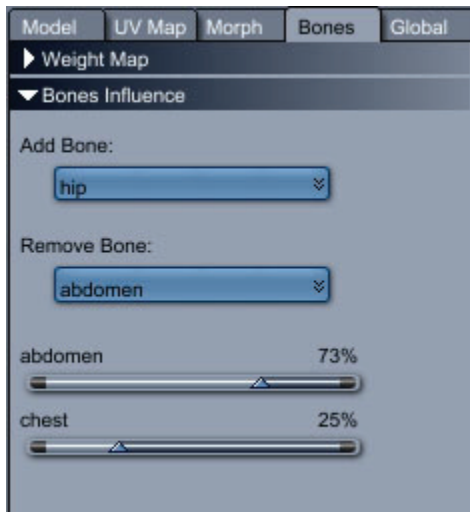 Model UV Map Morph Bones Global
Weight Map
Bones Influence
Add Bone:
hip
Remove Bone:
abdomen
abdomen 73%
chest 25%